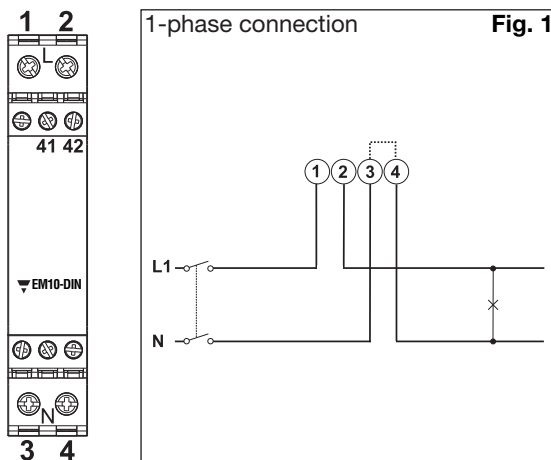 1 2
L
41 42
EM10-DIN
N
3 4
1-phase connection Fig. 1
1 2 3 4
L1
N